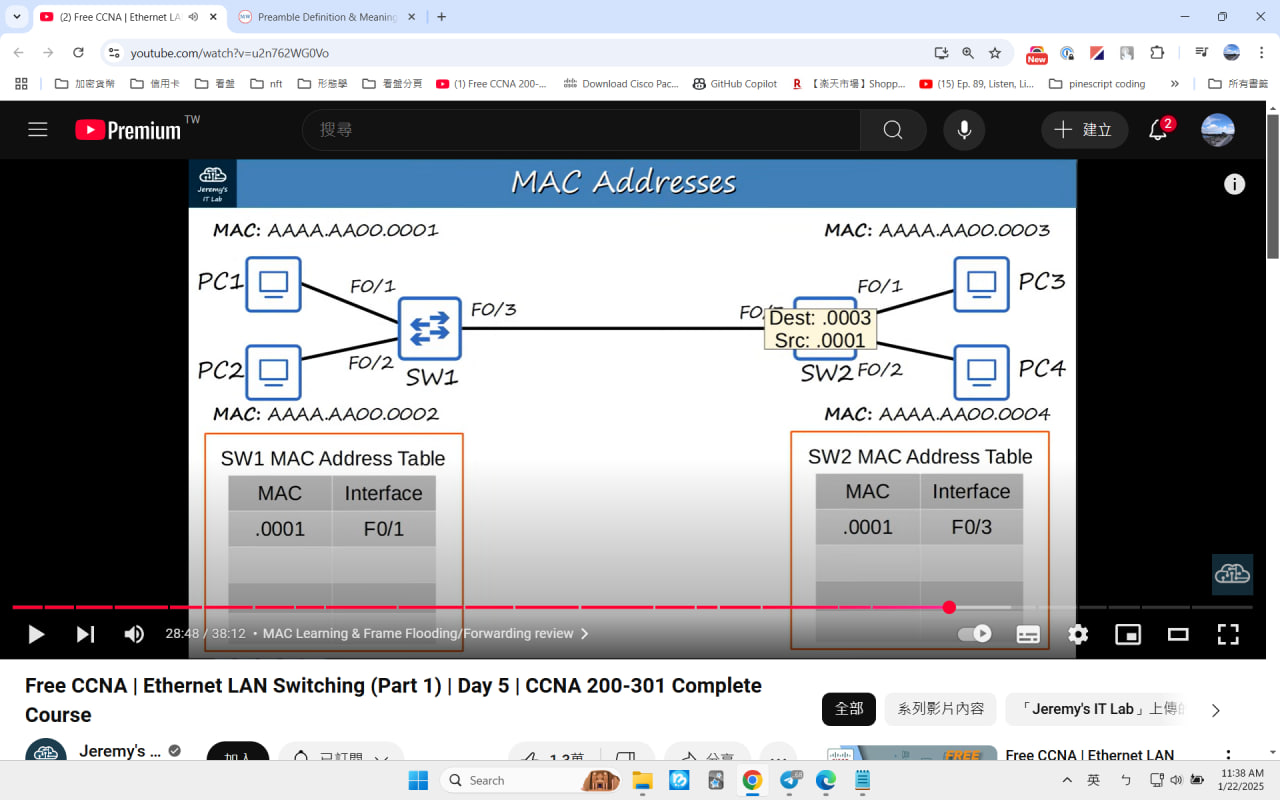 (2) Free CCNA | Ethernet LA
Preamble Definition & Meaning
youtube.com/watch?v=u2n762WG0Vo
New
加密貨幣
信用卡
看盤
nft
形態學
看盤分頁
(1) Free CCNA 200-...
Download Cisco Pac...
GitHub Copilot
【楽天市場】Shopp...
(15) Ep. 89, Listen, Li...
pinescript coding
»
所有書籤
Premium TW
搜尋
建立
2
Jeremy's
IT Lab
MAC Addresses
MAC: AAAA.AA00.0001
MAC: AAAA.AA00.0003
PC1
F0/1
F0/1
PC3
F0/3
Dest: .0003
Src: .0001
PC2
F0/2
SW1
SW2
F0/2
PC4
MAC: AAAA.AA00.0002
MAC: AAAA.AA00.0004
SW1 MAC Address Table
MAC Interface
.0001 F0/1
SW2 MAC Address Table
MAC Interface
.0001 F0/3
28:48 / 38:12 • MAC Learning & Frame Flooding/Forwarding review
Free CCNA | Ethernet LAN Switching (Part 1) | Day 5 | CCNA 200-301 Complete
Course
全部
系列影片內容
「Jeremy's IT Lab」上傳的
Jeremy's ...
加入
已訂閱
1.3萬
分享
FREE
Free CCNA | Ethernet LAN
Search
68
英
ㄅ
11:38 AM
1/22/2025